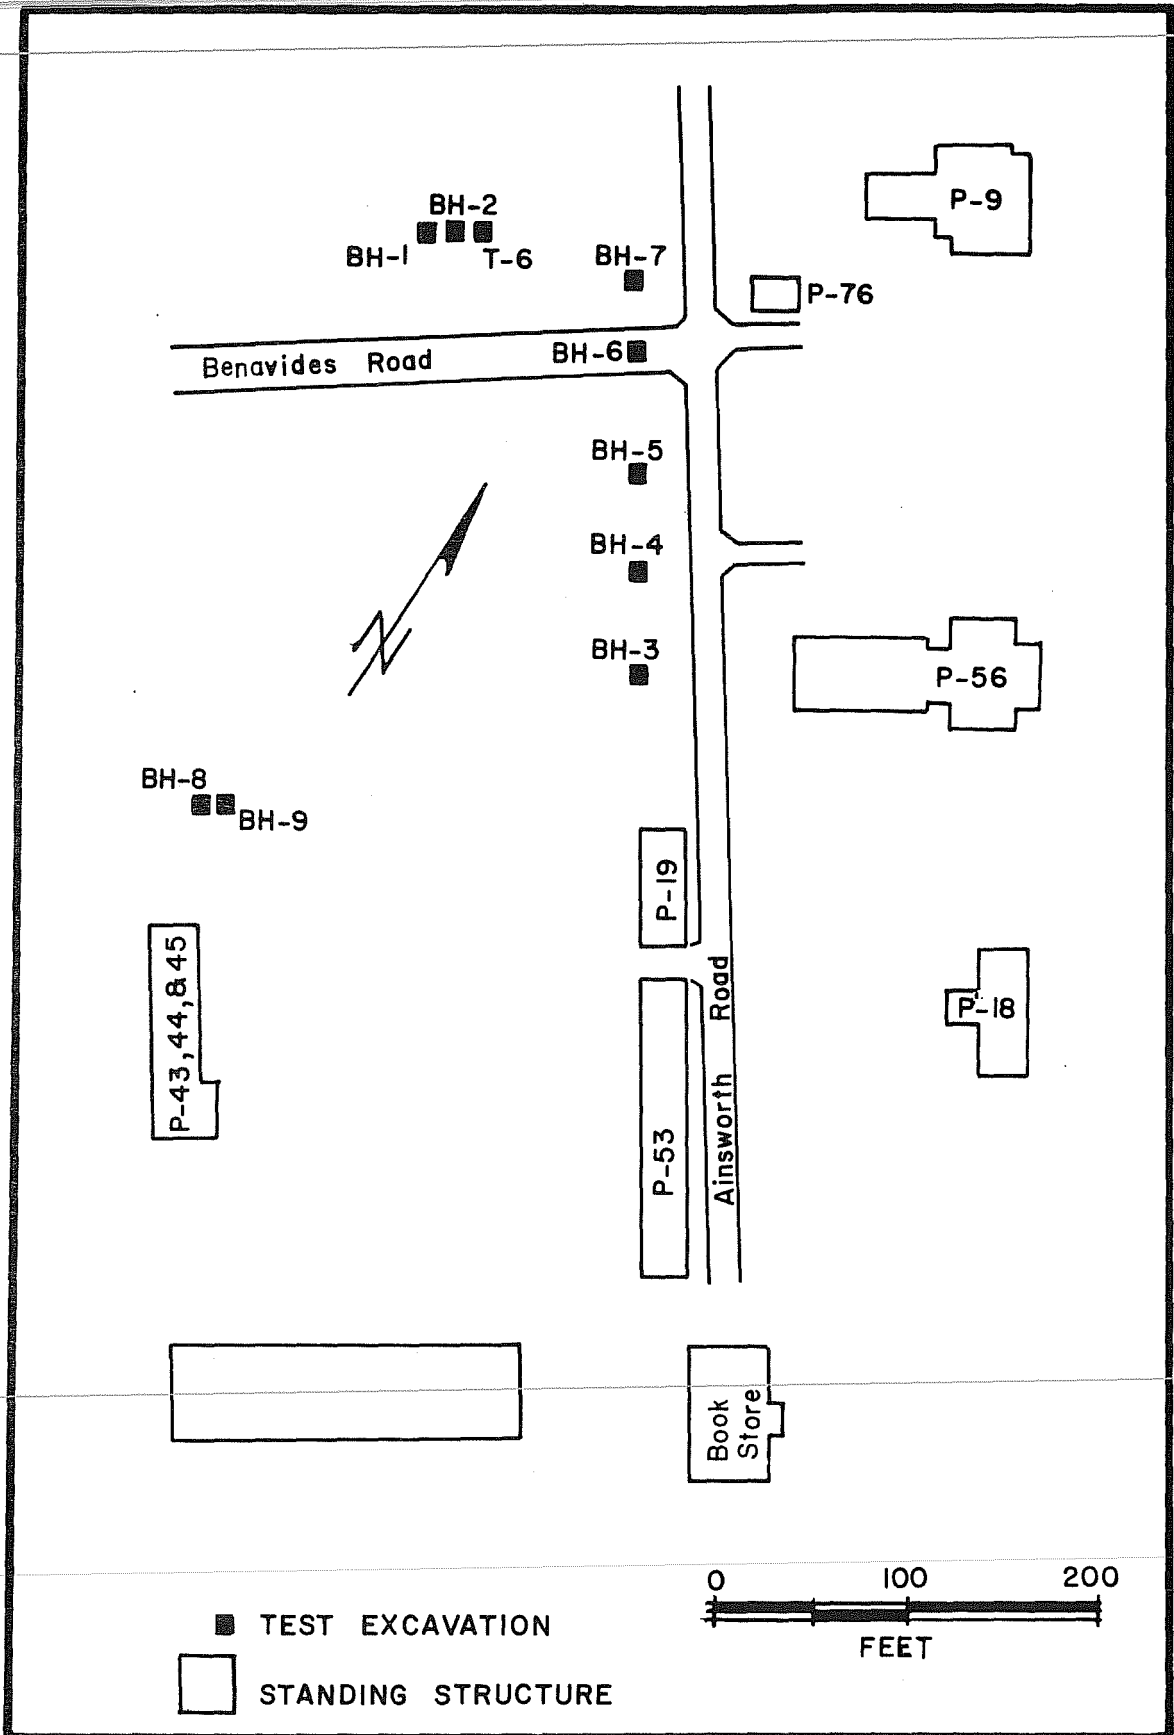 P-9
BH-2
BH-1
T-6
BH-7
P-76
BH-6
Benavides Road
BH-5
BH-4
N
BH-3
P-56
BH-8
BH-9
P-19
P-43,44,&45
Ainsworth Road
P-18
P-53
Book
Store
0 100 200
FEET
TEST EXCAVATION
STANDING STRUCTURE